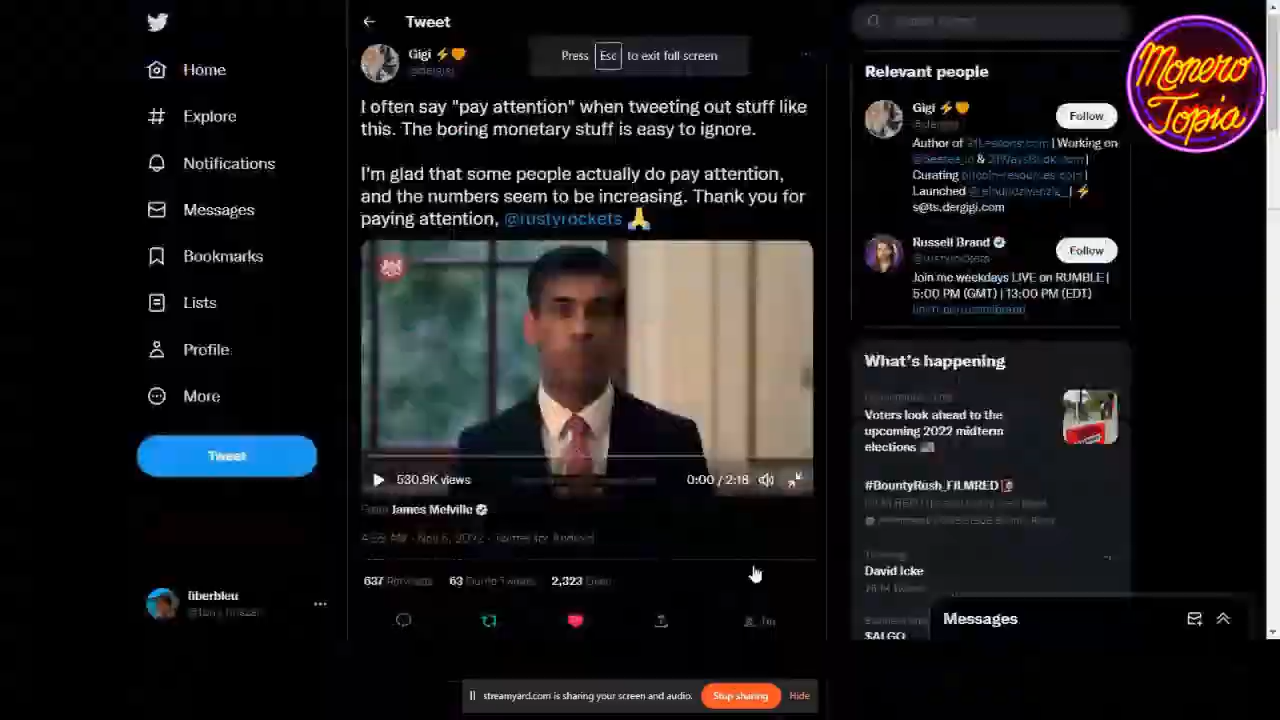 Tweet
Press Esc to exit full screen
Monero
Topia
Home
Explore
Notifications
Messages
Bookmarks
Lists
Profile
More
Tweet
Gigi ⚡🧡
I often say "pay attention" when tweeting out stuff like
this. The boring monetary stuff is easy to ignore.
I'm glad that some people actually do pay attention,
and the numbers seem to be increasing. Thank you for
paying attention, @rustyrockets 🙏
530.9K views
0:00 / 2:18
From James Melville
Twitter for Android
637 Retweets 63 Quote Tweets 2,323 Likes
Relevant people
Gigi ⚡🧡
Follow
Author of 21Lessons.com | Working on
Curating bitcoin-resources.com |
Launched
s@ts.dergigi.com
Russell Brand
Follow
@rustyrockets
Join me weekdays LIVE on RUMBLE |
5:00 PM (GMT) | 13:00 PM (EDT)
What's happening
Voters look ahead to the
upcoming 2022 midterm
elections
#BountyRush_FILMRED
David Icke
$ALGO
Messages
fiberbleu
streamyard.com is sharing your screen and audio.
Stop sharing
Hide